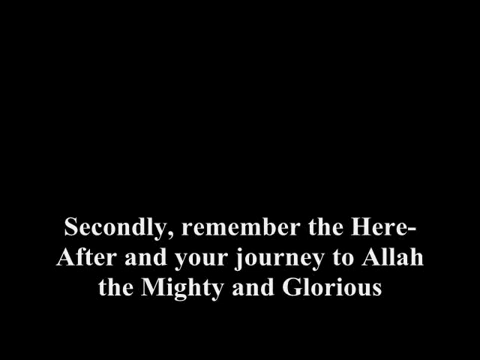 Secondly, remember the Here-
After and your journey to Allah
the Mighty and Glorious